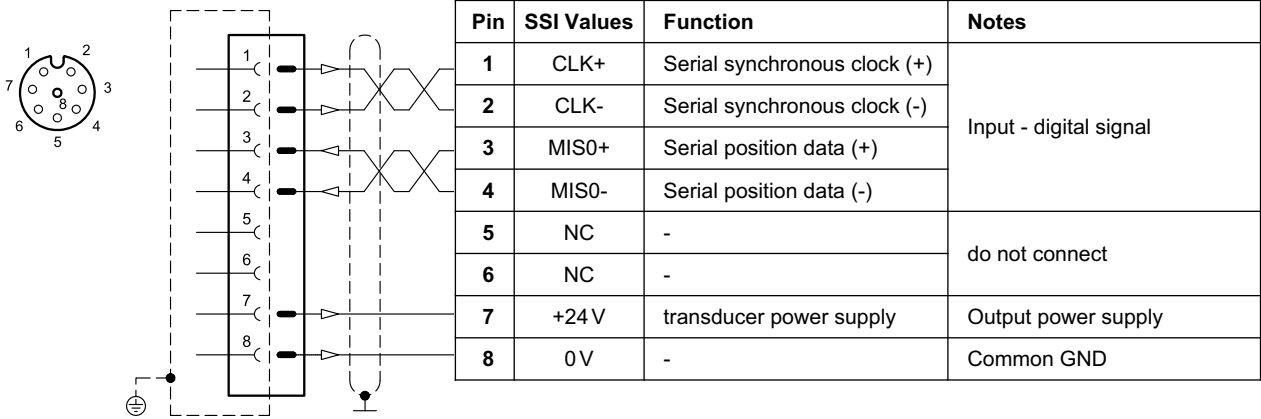 1 2
7 3
8
6 4
5
1
2
3
4
5
6
7
8
Pin SSI Values Function Notes
1 CLK+ Serial synchronous clock (+)
2 CLK- Serial synchronous clock (-)
Input - digital signal
3 MIS0+ Serial position data (+)
4 MIS0- Serial position data (-)
5 NC -
do not connect
6 NC -
7 +24 V transducer power supply Output power supply
8 0 V - Common GND